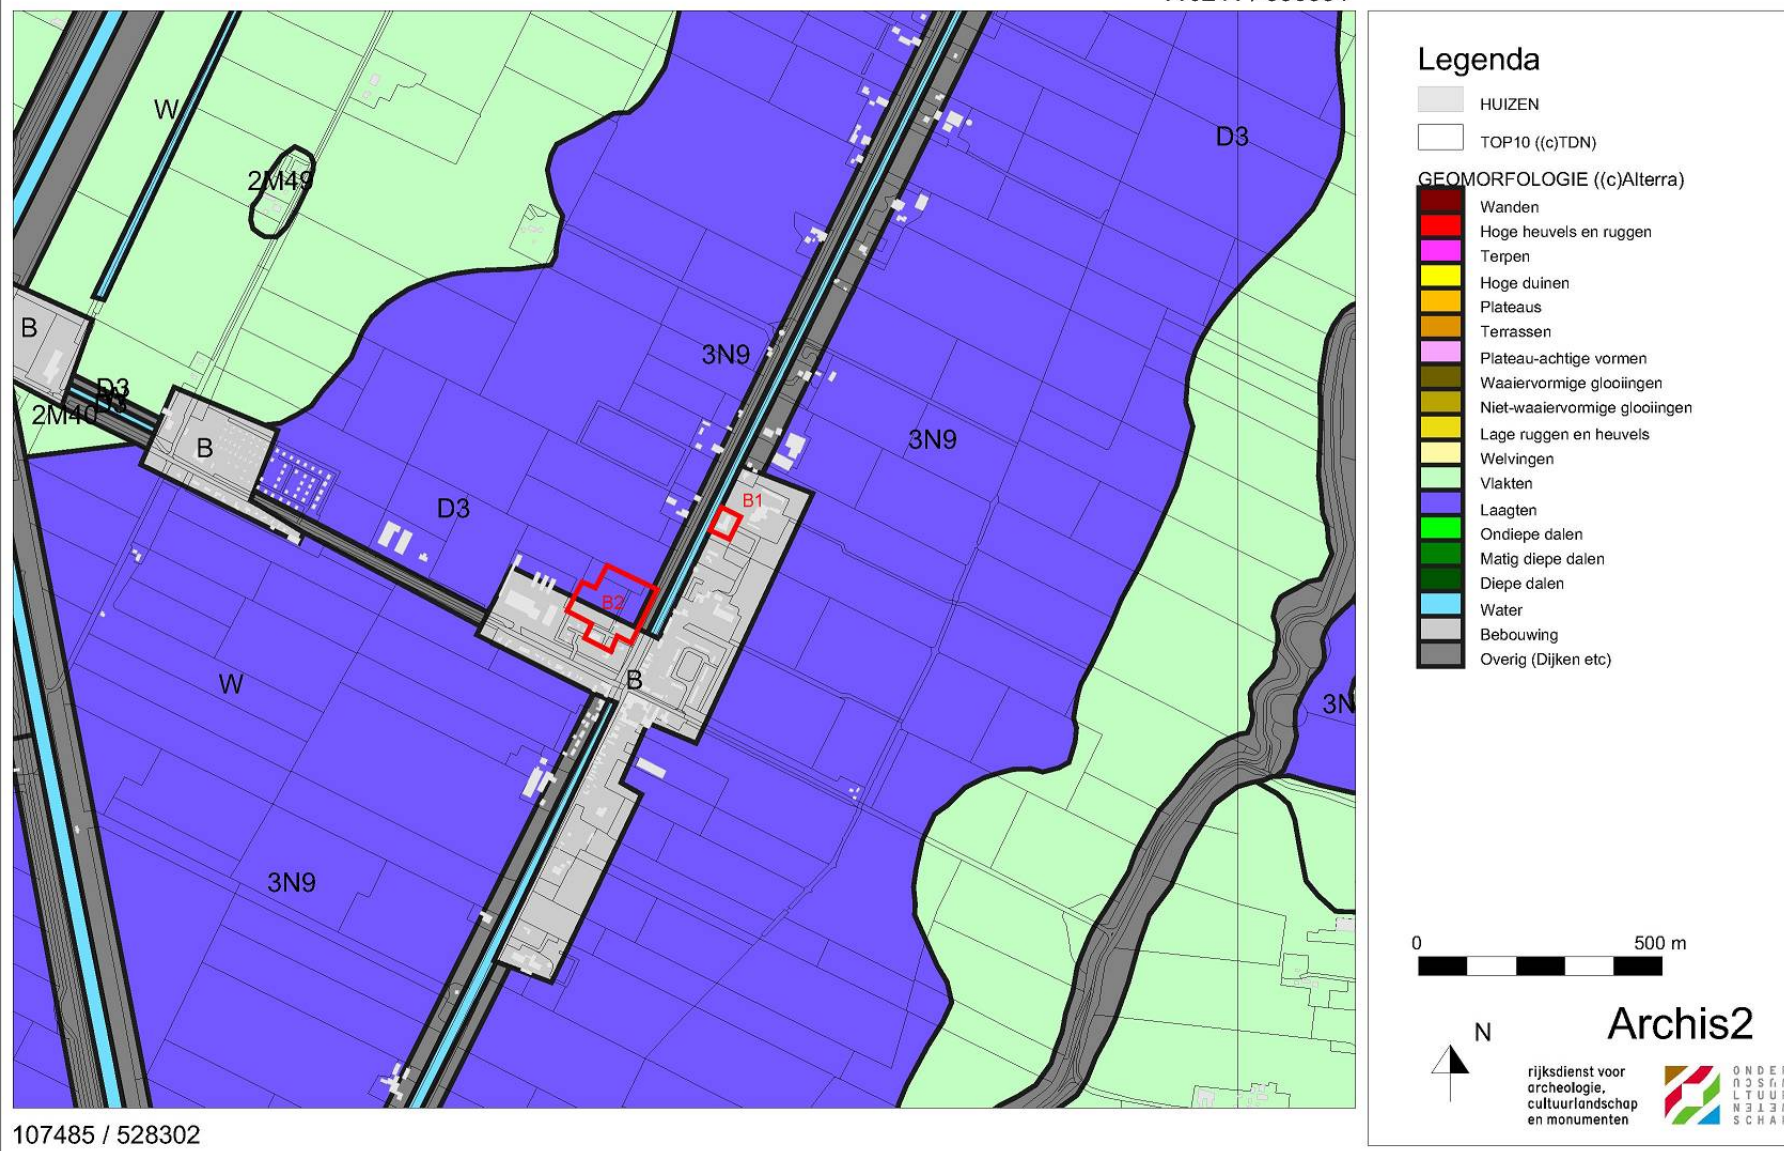 W
D3
2M49
B
3N9
D3
2M40
B
3N9
D3
B1
B2
W
B
3N
3N9
107485 / 528302
Legenda
HUIZEN
TOP10 ((c)TDN)
GEOMORFOLOGIE ((c)Alterra)
Wanden
Hoge heuvels en ruggen
Terpen
Hoge duinen
Plateaus
Terrassen
Plateau-achtige vormen
Waaiervormige glooiingen
Niet-waaiervormige glooiingen
Lage ruggen en heuvels
Welvingen
Vlakten
Laagten
Ondiepe dalen
Matig diepe dalen
Diepe dalen
Water
Bebouwing
Overig (Dijken etc)
0 500 m
Archis2
N
rijksdienst voor
archeologie,
cultuurlandschap
en monumenten